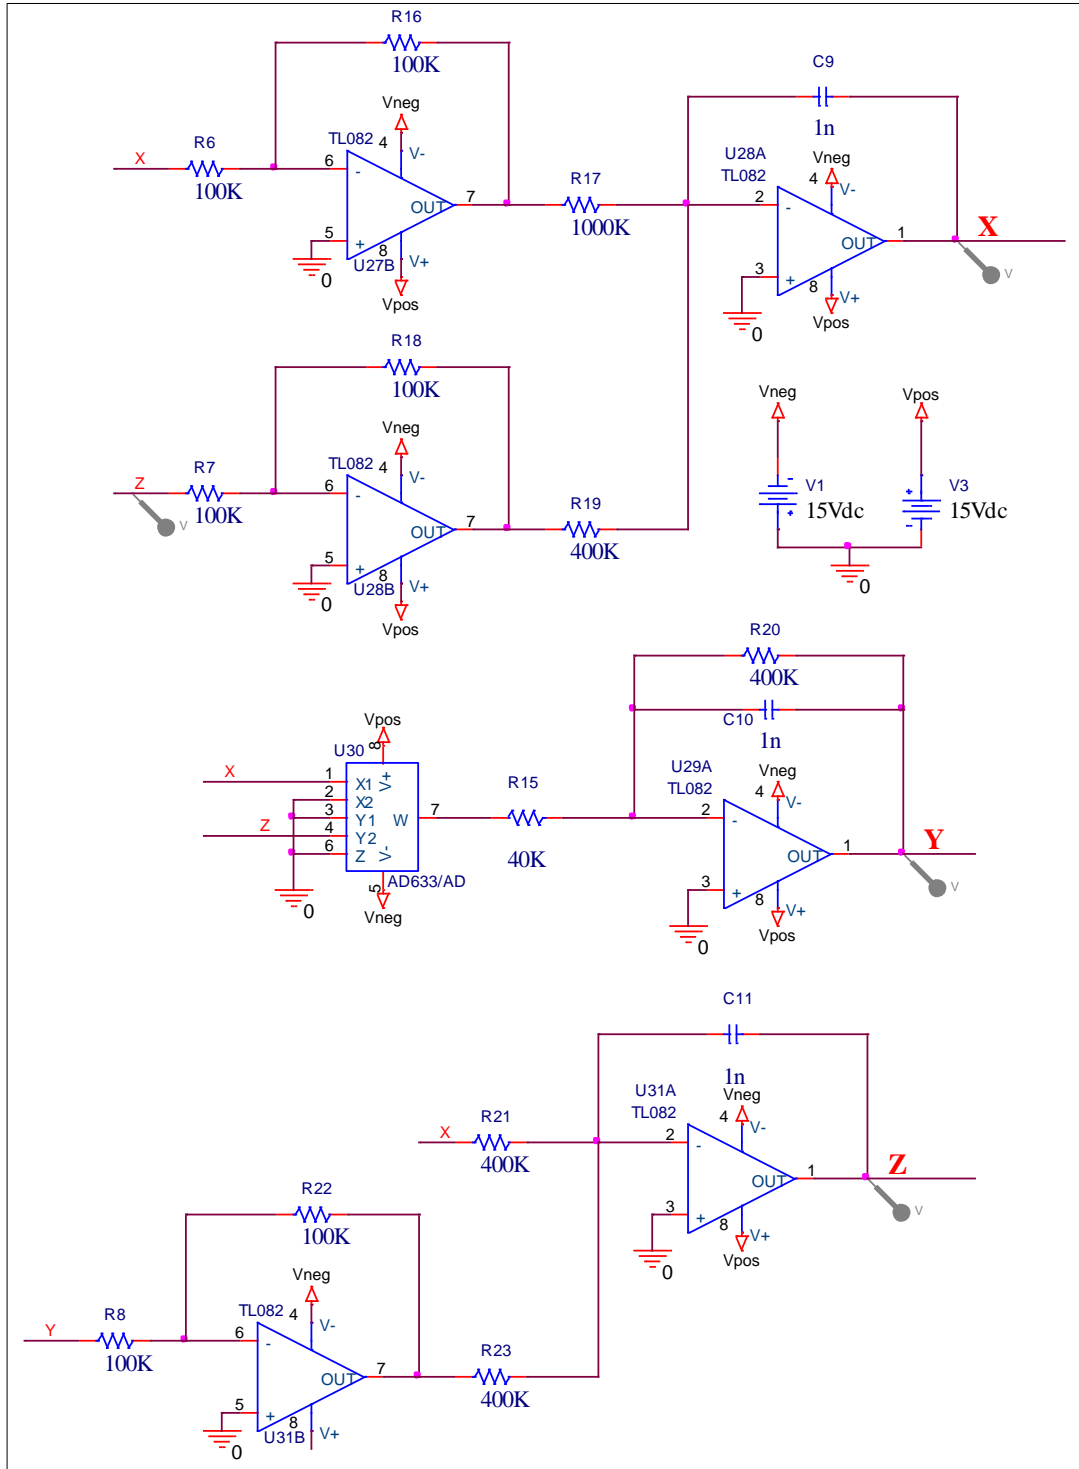 R16
100K
C9
1n
Vneg
TL082
4
V-
R6
X
100K
6
-
7
OUT
5
+
8
V+
U27B
0
Vpos
R17
1000K
U28A
TL082
Vneg
4
V-
2
-
OUT
1
X
V
3
+
8
V+
0
Vpos
R18
100K
Vneg
TL082
4
V-
Z
R7
V
100K
6
-
7
OUT
5
+
8
V+
U28B
0
Vpos
R19
400K
Vneg
Vpos
-
V1
+
15Vdc
+
V3
-
15Vdc
0
R20
400K
C10
1n
Vpos
U30
8
X
1
X1
V+
2
X2
3
Y1
W
7
Z
4
Y2
6
Z
V-
AD633/AD
5
0
Vneg
R15
40K
U29A
TL082
Vneg
4
V-
2
-
OUT
1
Y
V
3
+
8
V+
0
Vpos
C11
1n
U31A
TL082
Vneg
4
V-
X
R21
400K
2
-
OUT
1
Z
V
3
+
8
V+
0
Vpos
R22
100K
Vneg
TL082
4
V-
Y
R8
100K
6
-
7
OUT
5
+
8
V+
U31B
0
R23
400K